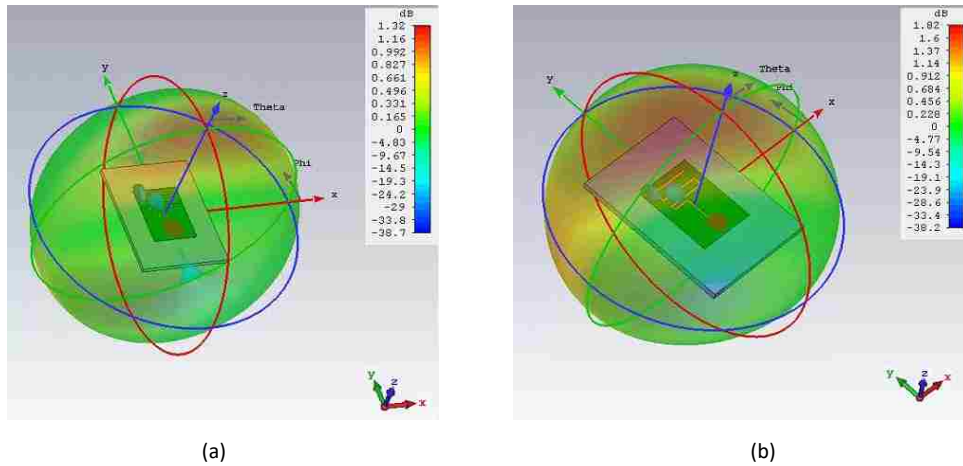 dB
1.32
1.16
0.992
0.827
0.661
0.496
0.331
0.165
0
-4.83
-9.67
-14.5
-19.3
-24.2
-29
-33.8
-38.7
y
z
Theta
Phi
x
y
z
x
(a)
dB
1.82
1.6
1.37
1.14
0.912
0.684
0.456
0.228
0
-4.77
-9.54
-14.3
-19.1
-23.9
-28.6
-33.4
-38.2
z
Theta
Phi
y
x
y
z
x
(b)